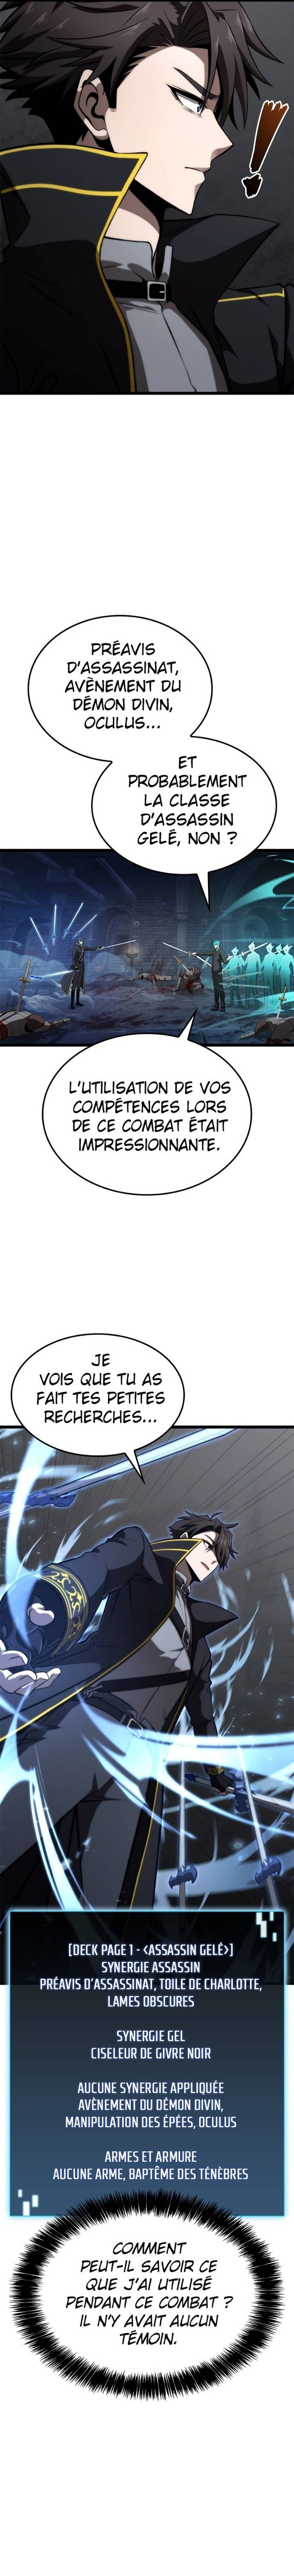 !
PRÉAVIS
D'ASSASSINAT,
AVÈNEMENT DU
DÉMON DIVIN,
OCULUS...
ET
PROBABLEMENT
LA CLASSE
D'ASSASSIN
GELÉ, NON ?
L'UTILISATION DE VOS
COMPÉTENCES LORS
DE CE COMBAT ÉTAIT
IMPRESSIONNANTE.
JE
VOIS QUE TU AS
FAIT TES PETITES
RECHERCHES...
[DECK PAGE 1 - <ASSASSIN GELÉ>]
SYNERGIE ASSASSIN
PRÉAVIS D'ASSASSINAT, TOILE DE CHARLOTTE,
LAMES OBSCURES
SYNERGIE GEL
CISELEUR DE GIVRE NOIR
AUCUNE SYNERGIE APPLIQUÉE
AVÈNEMENT DU DÉMON DIVIN,
MANIPULATION DES ÉPÉES, OCULUS
ARMES ET ARMURE
AUCUNE ARME, BAPTÊME DES TÉNÈBRES
COMMENT
PEUT-IL SAVOIR CE
QUE J'AI UTILISÉ
PENDANT CE COMBAT ?
IL N'Y AVAIT AUCUN
TÉMOIN.